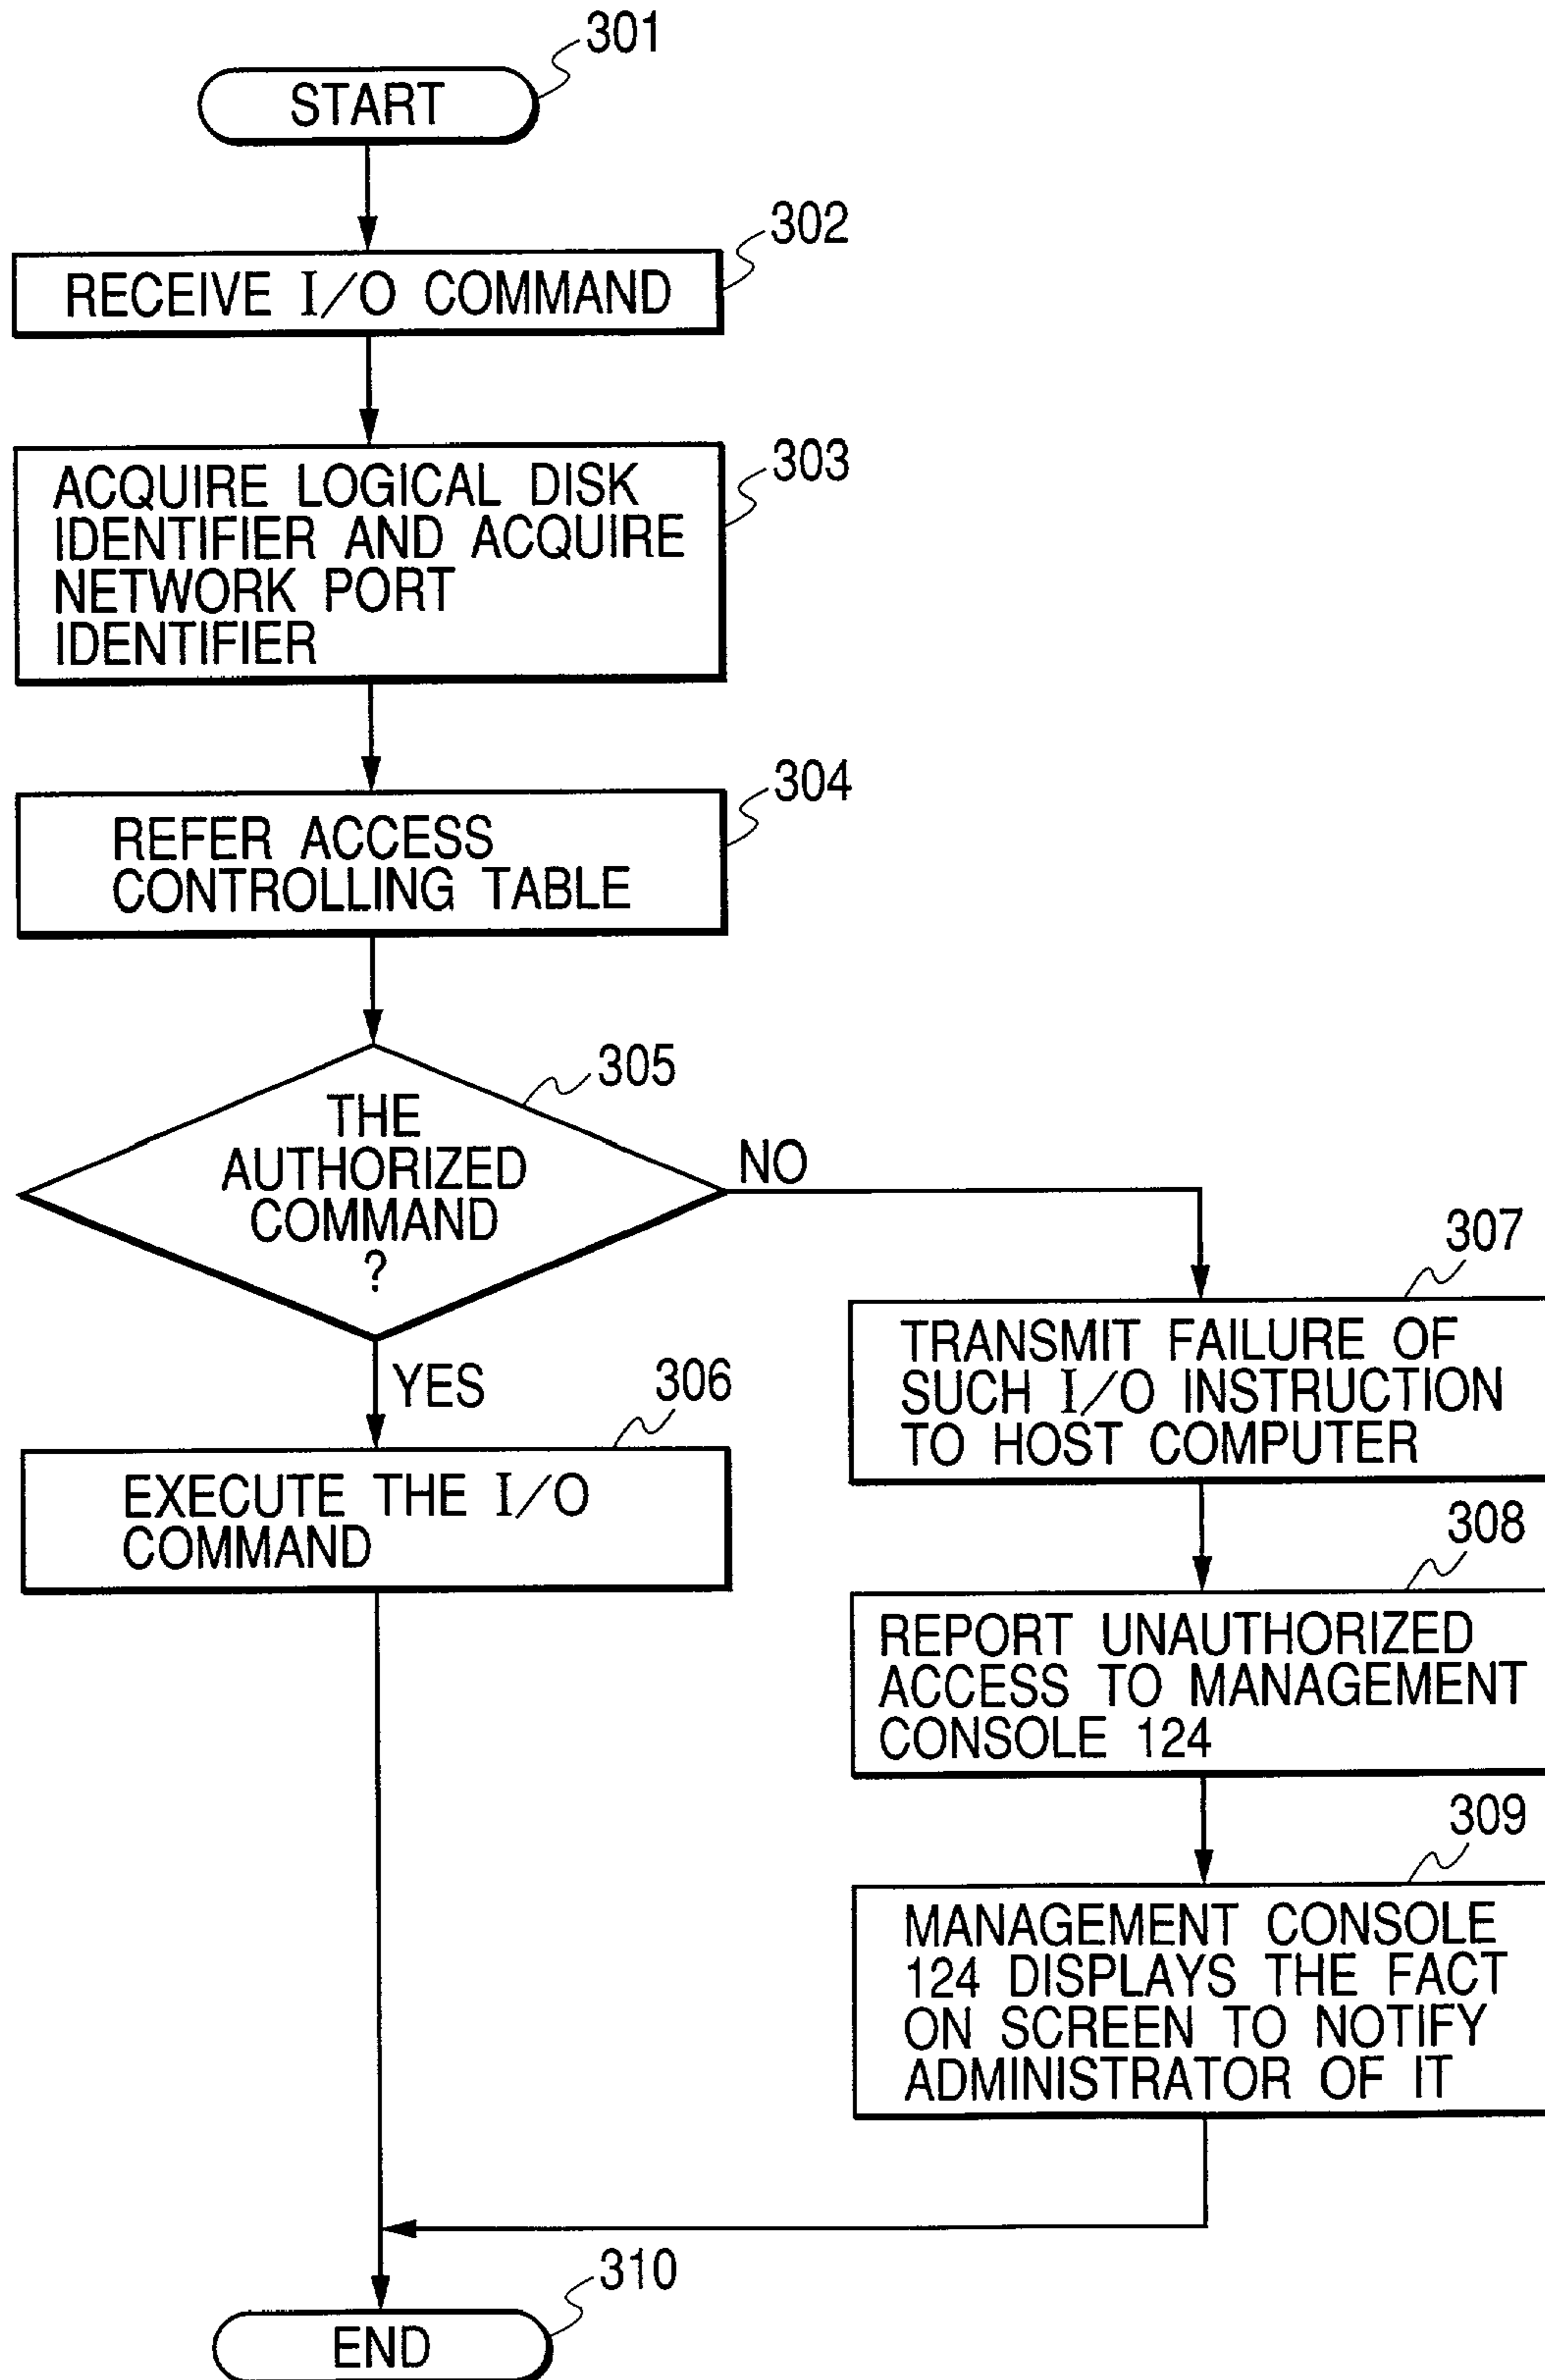 301
START
302
RECEIVE I/O COMMAND
303
ACQUIRE LOGICAL DISK
IDENTIFIER AND ACQUIRE
NETWORK PORT
IDENTIFIER
304
REFER ACCESS
CONTROLLING TABLE
305
THE
AUTHORIZED
COMMAND
?
NO
YES
306
EXECUTE THE I/O
COMMAND
307
TRANSMIT FAILURE OF
SUCH I/O INSTRUCTION
TO HOST COMPUTER
308
REPORT UNAUTHORIZED
ACCESS TO MANAGEMENT
CONSOLE 124
309
MANAGEMENT CONSOLE
124 DISPLAYS THE FACT
ON SCREEN TO NOTIFY
ADMINISTRATOR OF IT
310
END